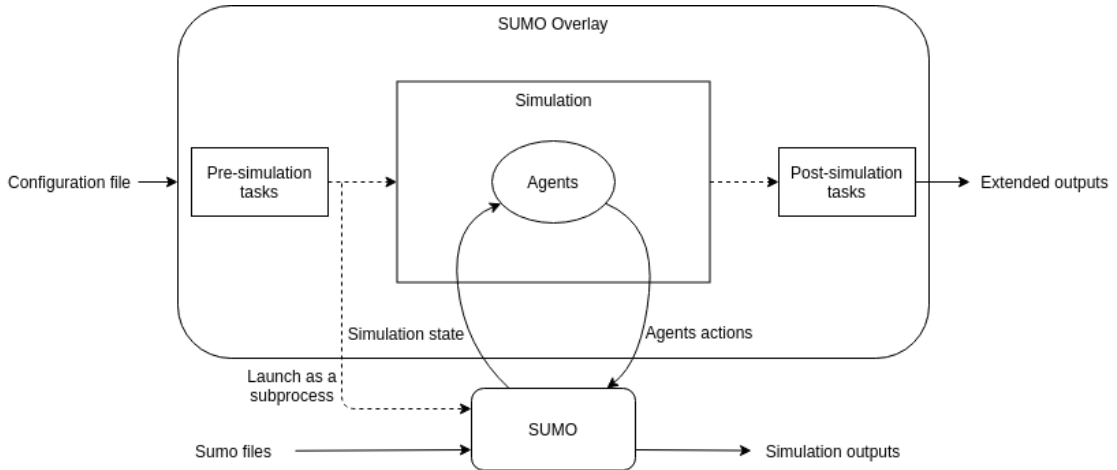 SUMO Overlay
Simulation
Configuration file
Pre-simulation
tasks
Agents
Post-simulation
tasks
Extended outputs
Simulation state
Agents actions
Launch as a
subprocess
SUMO
Sumo files
Simulation outputs